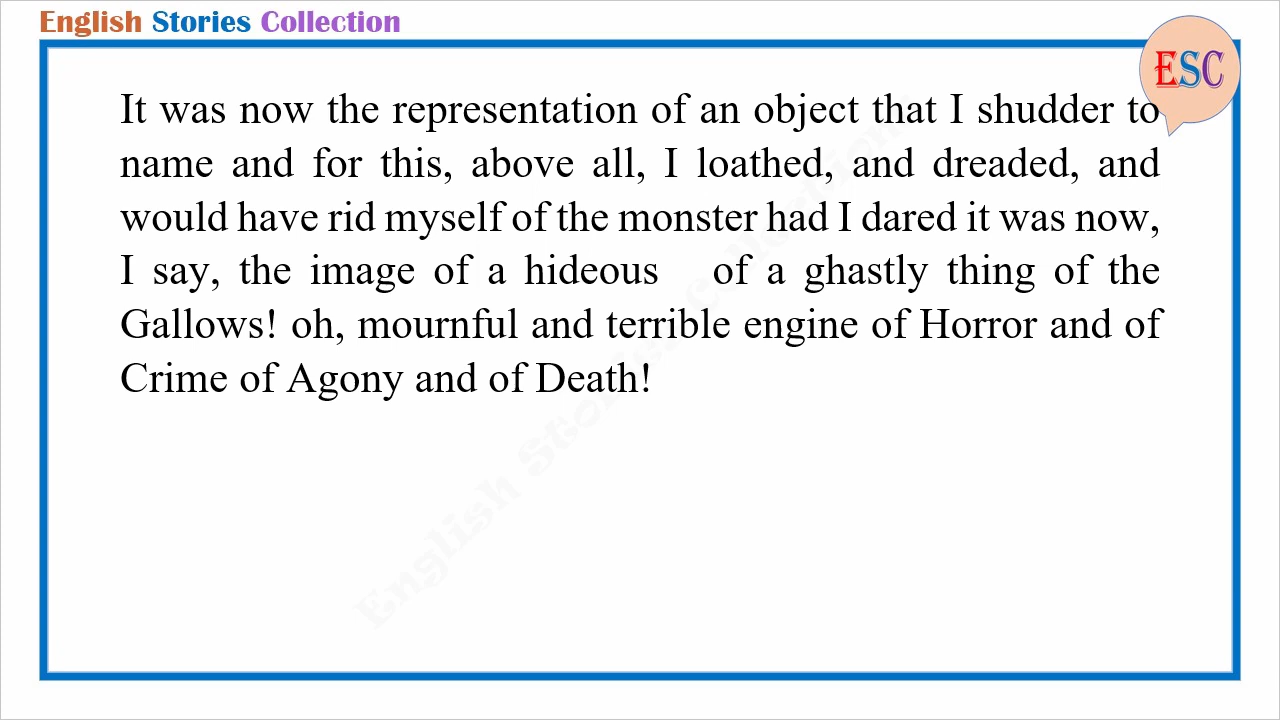 English Stories Collection
ESC
It was now the representation of an object that I shudder to
name and for this, above all, I loathed, and dreaded, and
would have rid myself of the monster had I dared it was now,
I say, the image of a hideous of a ghastly thing of the
Gallows! oh, mournful and terrible engine of Horror and of
Crime of Agony and of Death!
English Stories Collection